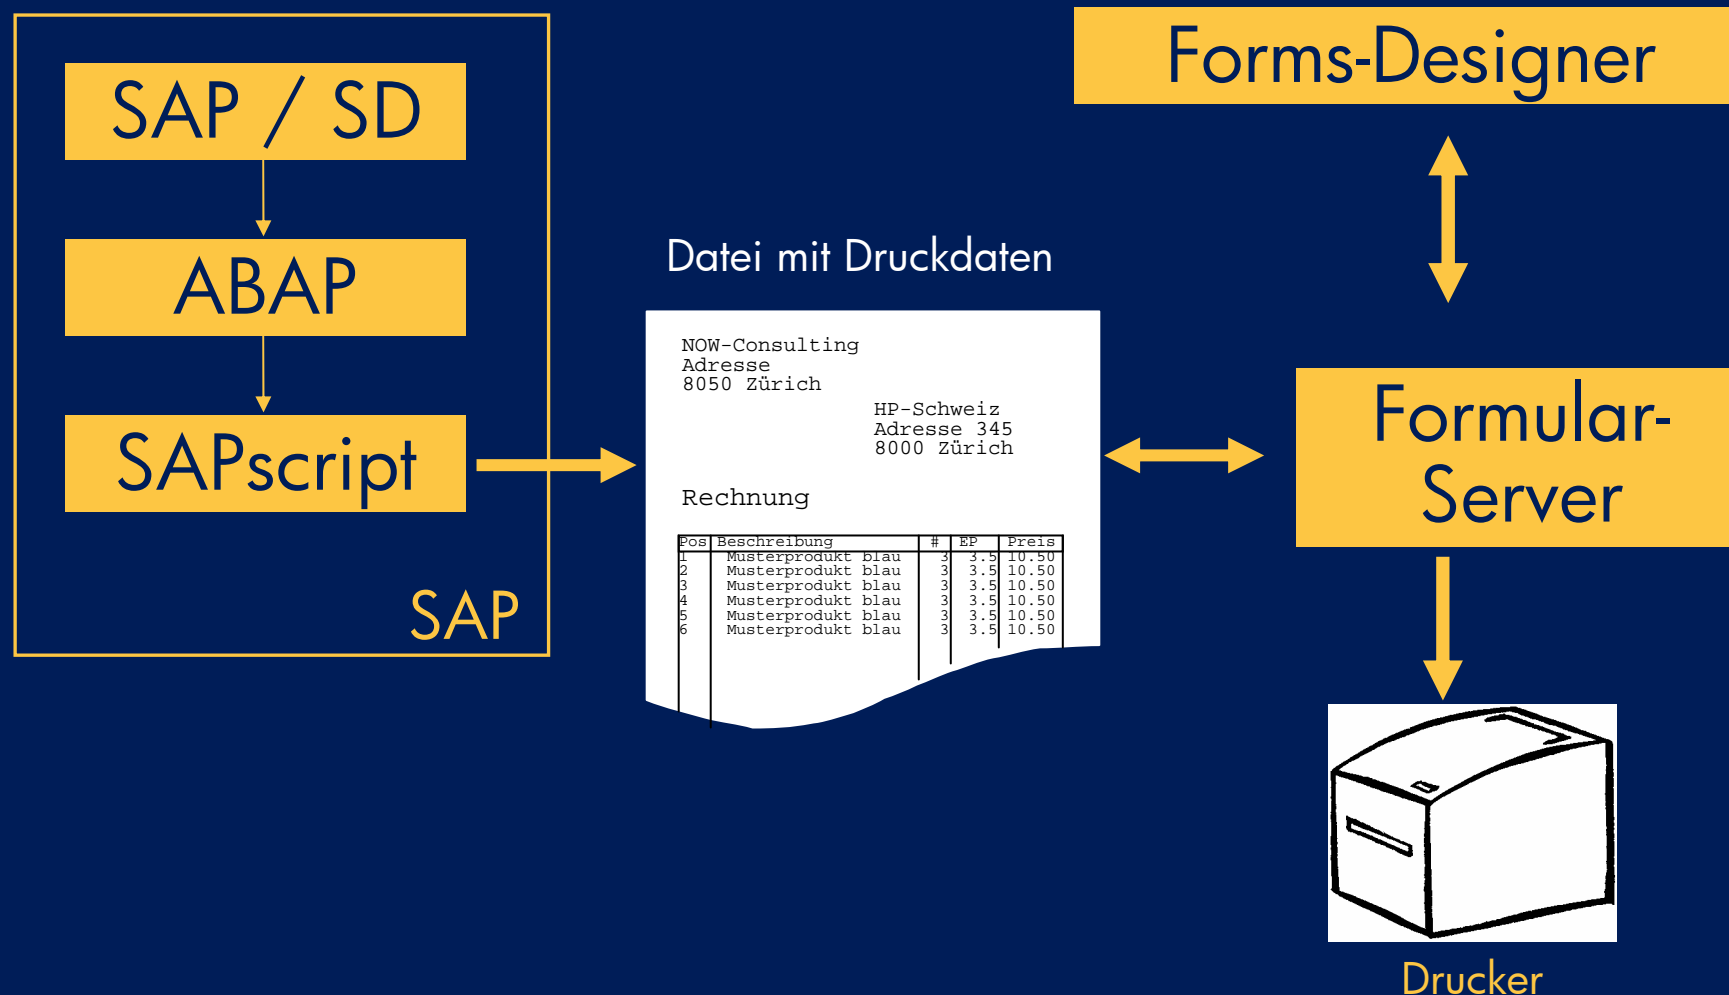 SAP / SD
ABAP
SAPscript
SAP
Datei mit Druckdaten
NOW-Consulting
Adresse
8050 Zürich
HP-Schweiz
Adresse 345
8000 Zürich
Rechnung
Pos Beschreibung # EP Preis
1 Musterprodukt blau 3 3.5 10.50
2 Musterprodukt blau 3 3.5 10.50
3 Musterprodukt blau 3 3.5 10.50
4 Musterprodukt blau 3 3.5 10.50
5 Musterprodukt blau 3 3.5 10.50
6 Musterprodukt blau 3 3.5 10.50
Forms-Designer
Formular-
Server
Drucker